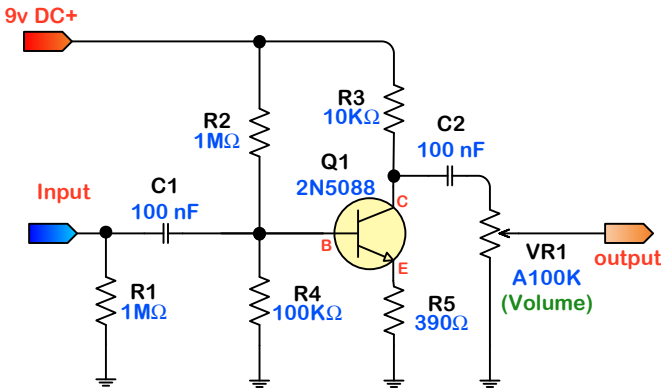 9v DC+
R2
1MΩ
R3
10KΩ
C2
100 nF
Q1
2N5088
Input
C1
100 nF
C
B
E
R1
1MΩ
R4
100KΩ
R5
390Ω
VR1
A100K
(Volume)
output